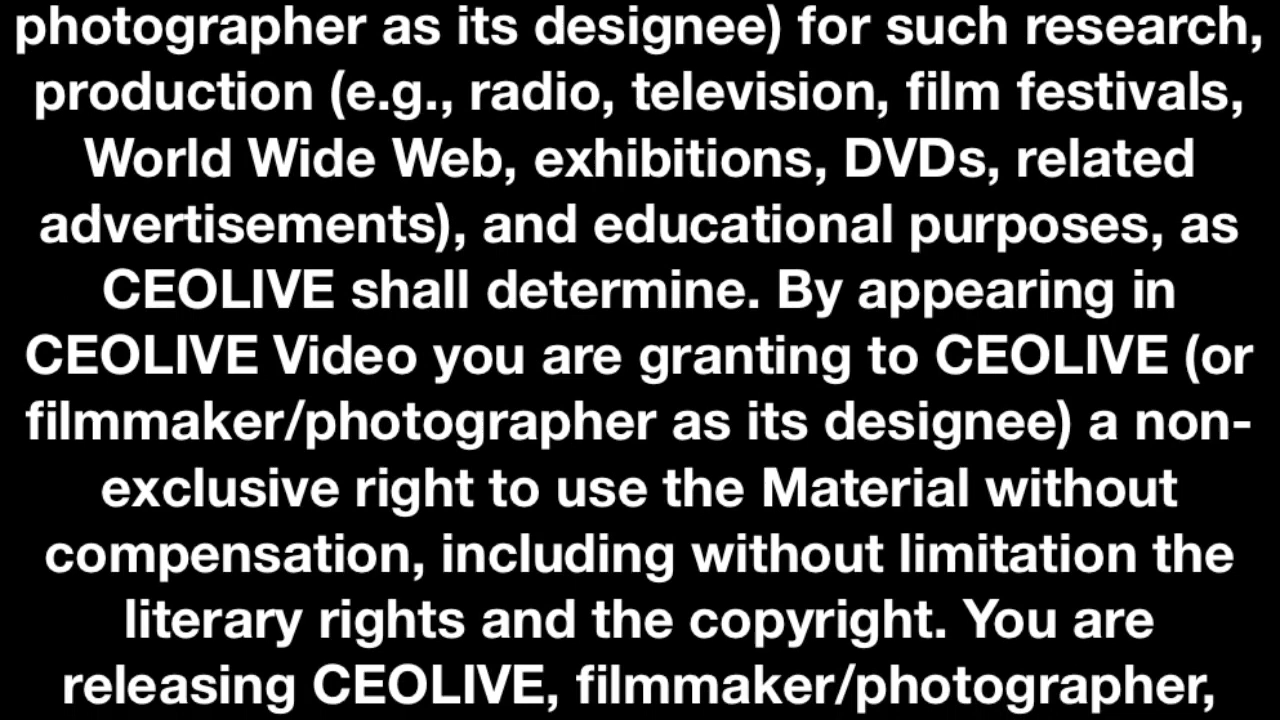 photographer as its designee) for such research,
production (e.g., radio, television, film festivals,
World Wide Web, exhibitions, DVDs, related
advertisements), and educational purposes, as
CEOLIVE shall determine. By appearing in
CEOLIVE Video you are granting to CEOLIVE (or
filmmaker/photographer as its designee) a non-
exclusive right to use the Material without
compensation, including without limitation the
literary rights and the copyright. You are
releasing CEOLIVE, filmmaker/photographer,